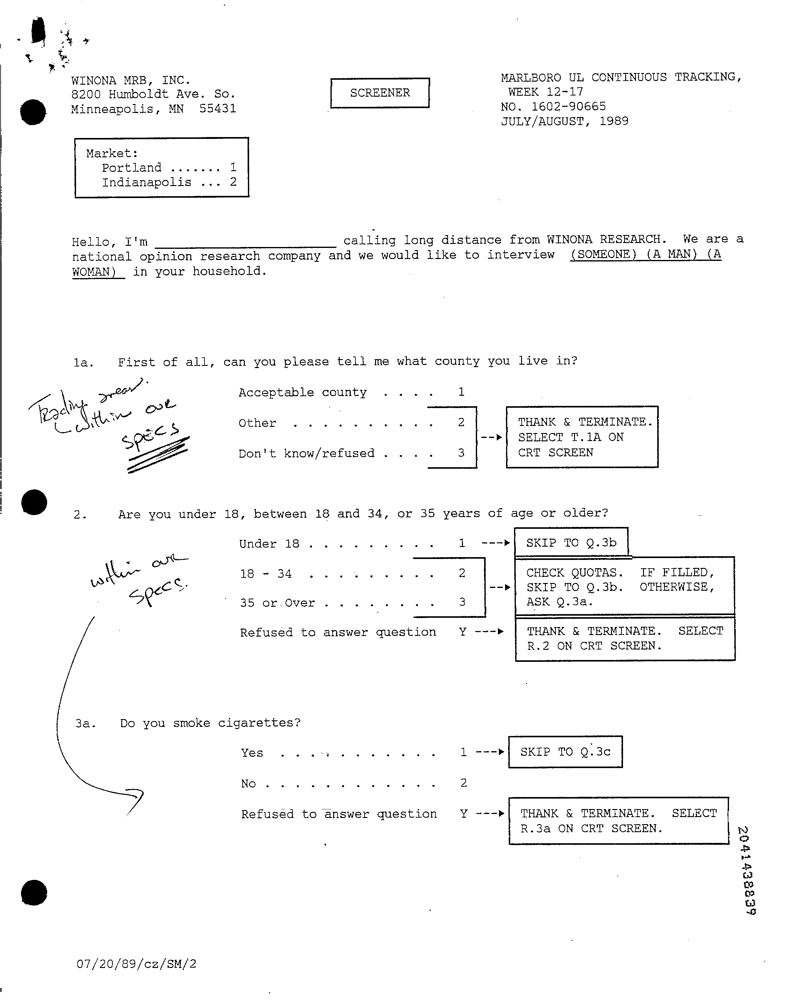 WINONA MRB, INC.
8200 Humboldt Ave. So.
Minneapolis, MN 55431
SCREENER
MARLBORO UL CONTINUOUS TRACKING,
WEEK 12-17
NO. 1602-90665
JULY/AUGUST, 1989
Market:
Portland ....... 1
Indianapolis ... 2
Hello, I'm ______________________ calling long distance from WINONA RESEARCH. We are a
national opinion research company and we would like to interview (SOMEONE) (A MAN) (A
WOMAN) in your household.
1a. First of all, can you please tell me what county you live in?
Trading area.
within our
SPECS
Acceptable county . . . . 1
Other . . . . . . . . . . 2
Don't know/refused . . . . 3
THANK & TERMINATE.
SELECT T.1A ON
CRT SCREEN
2. Are you under 18, between 18 and 34, or 35 years of age or older?
within our
specs.
Under 18 . . . . . . . . . 1 ---> SKIP TO Q.3b
18 - 34 . . . . . . . . . 2
35 or Over . . . . . . . . 3
CHECK QUOTAS. IF FILLED,
SKIP TO Q.3b. OTHERWISE,
ASK Q.3a.
Refused to answer question Y ---> THANK & TERMINATE. SELECT
R.2 ON CRT SCREEN.
3a. Do you smoke cigarettes?
Yes . . . . . . . . . . . 1 ---> SKIP TO Q.3c
No . . . . . . . . . . . . 2
Refused to answer question Y ---> THANK & TERMINATE. SELECT
R.3a ON CRT SCREEN.
2041438839
07/20/89/cz/SM/2